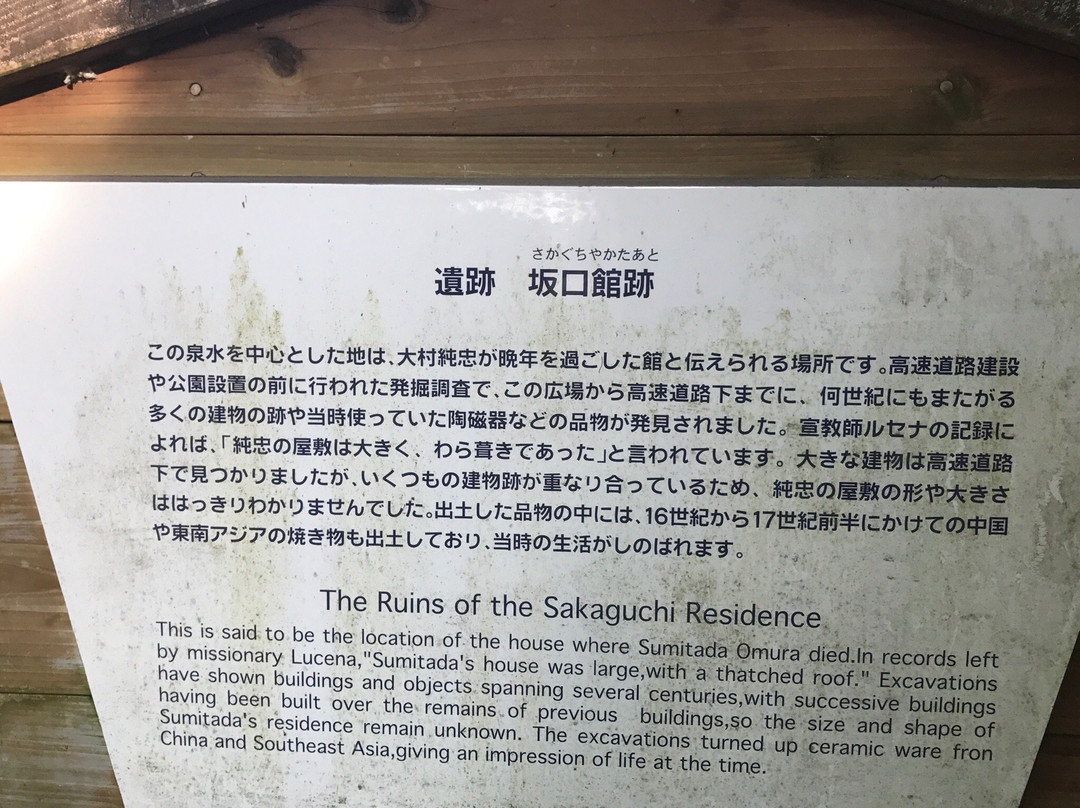 さかぐちやかたあと
遺跡　坂口館跡
この泉水を中心とした地は、大村純忠が晩年を過ごした館と伝えられる場所です。高速道路建設
や公園設置の前に行われた発掘調査で、この広場から高速道路下までに、何世紀にもまたがる
多くの建物の跡や当時使っていた陶磁器などの品物が発見されました。宣教師ルセナの記録に
よれば、「純忠の屋敷は大きく、わら葺きであった」と言われています。大きな建物は高速道路
下で見つかりましたが、いくつもの建物跡が重なり合っているため、純忠の屋敷の形や大きさ
ははっきりわかりませんでした。出土した品物の中には、16世紀から17世紀前半にかけての中国
や東南アジアの焼き物も出土しており、当時の生活がしのばれます。
The Ruins of the Sakaguchi Residence
This is said to be the location of the house where Sumitada Omura died.In records left
by missionary Lucena,"Sumitada's house was large,with a thatched roof." Excavations
have shown buildings and objects spanning several centuries,with successive buildings
having been built over the remains of previous buildings,so the size and shape of
Sumitada's residence remain unknown. The excavations turned up ceramic ware fron
China and Southeast Asia,giving an impression of life at the time.